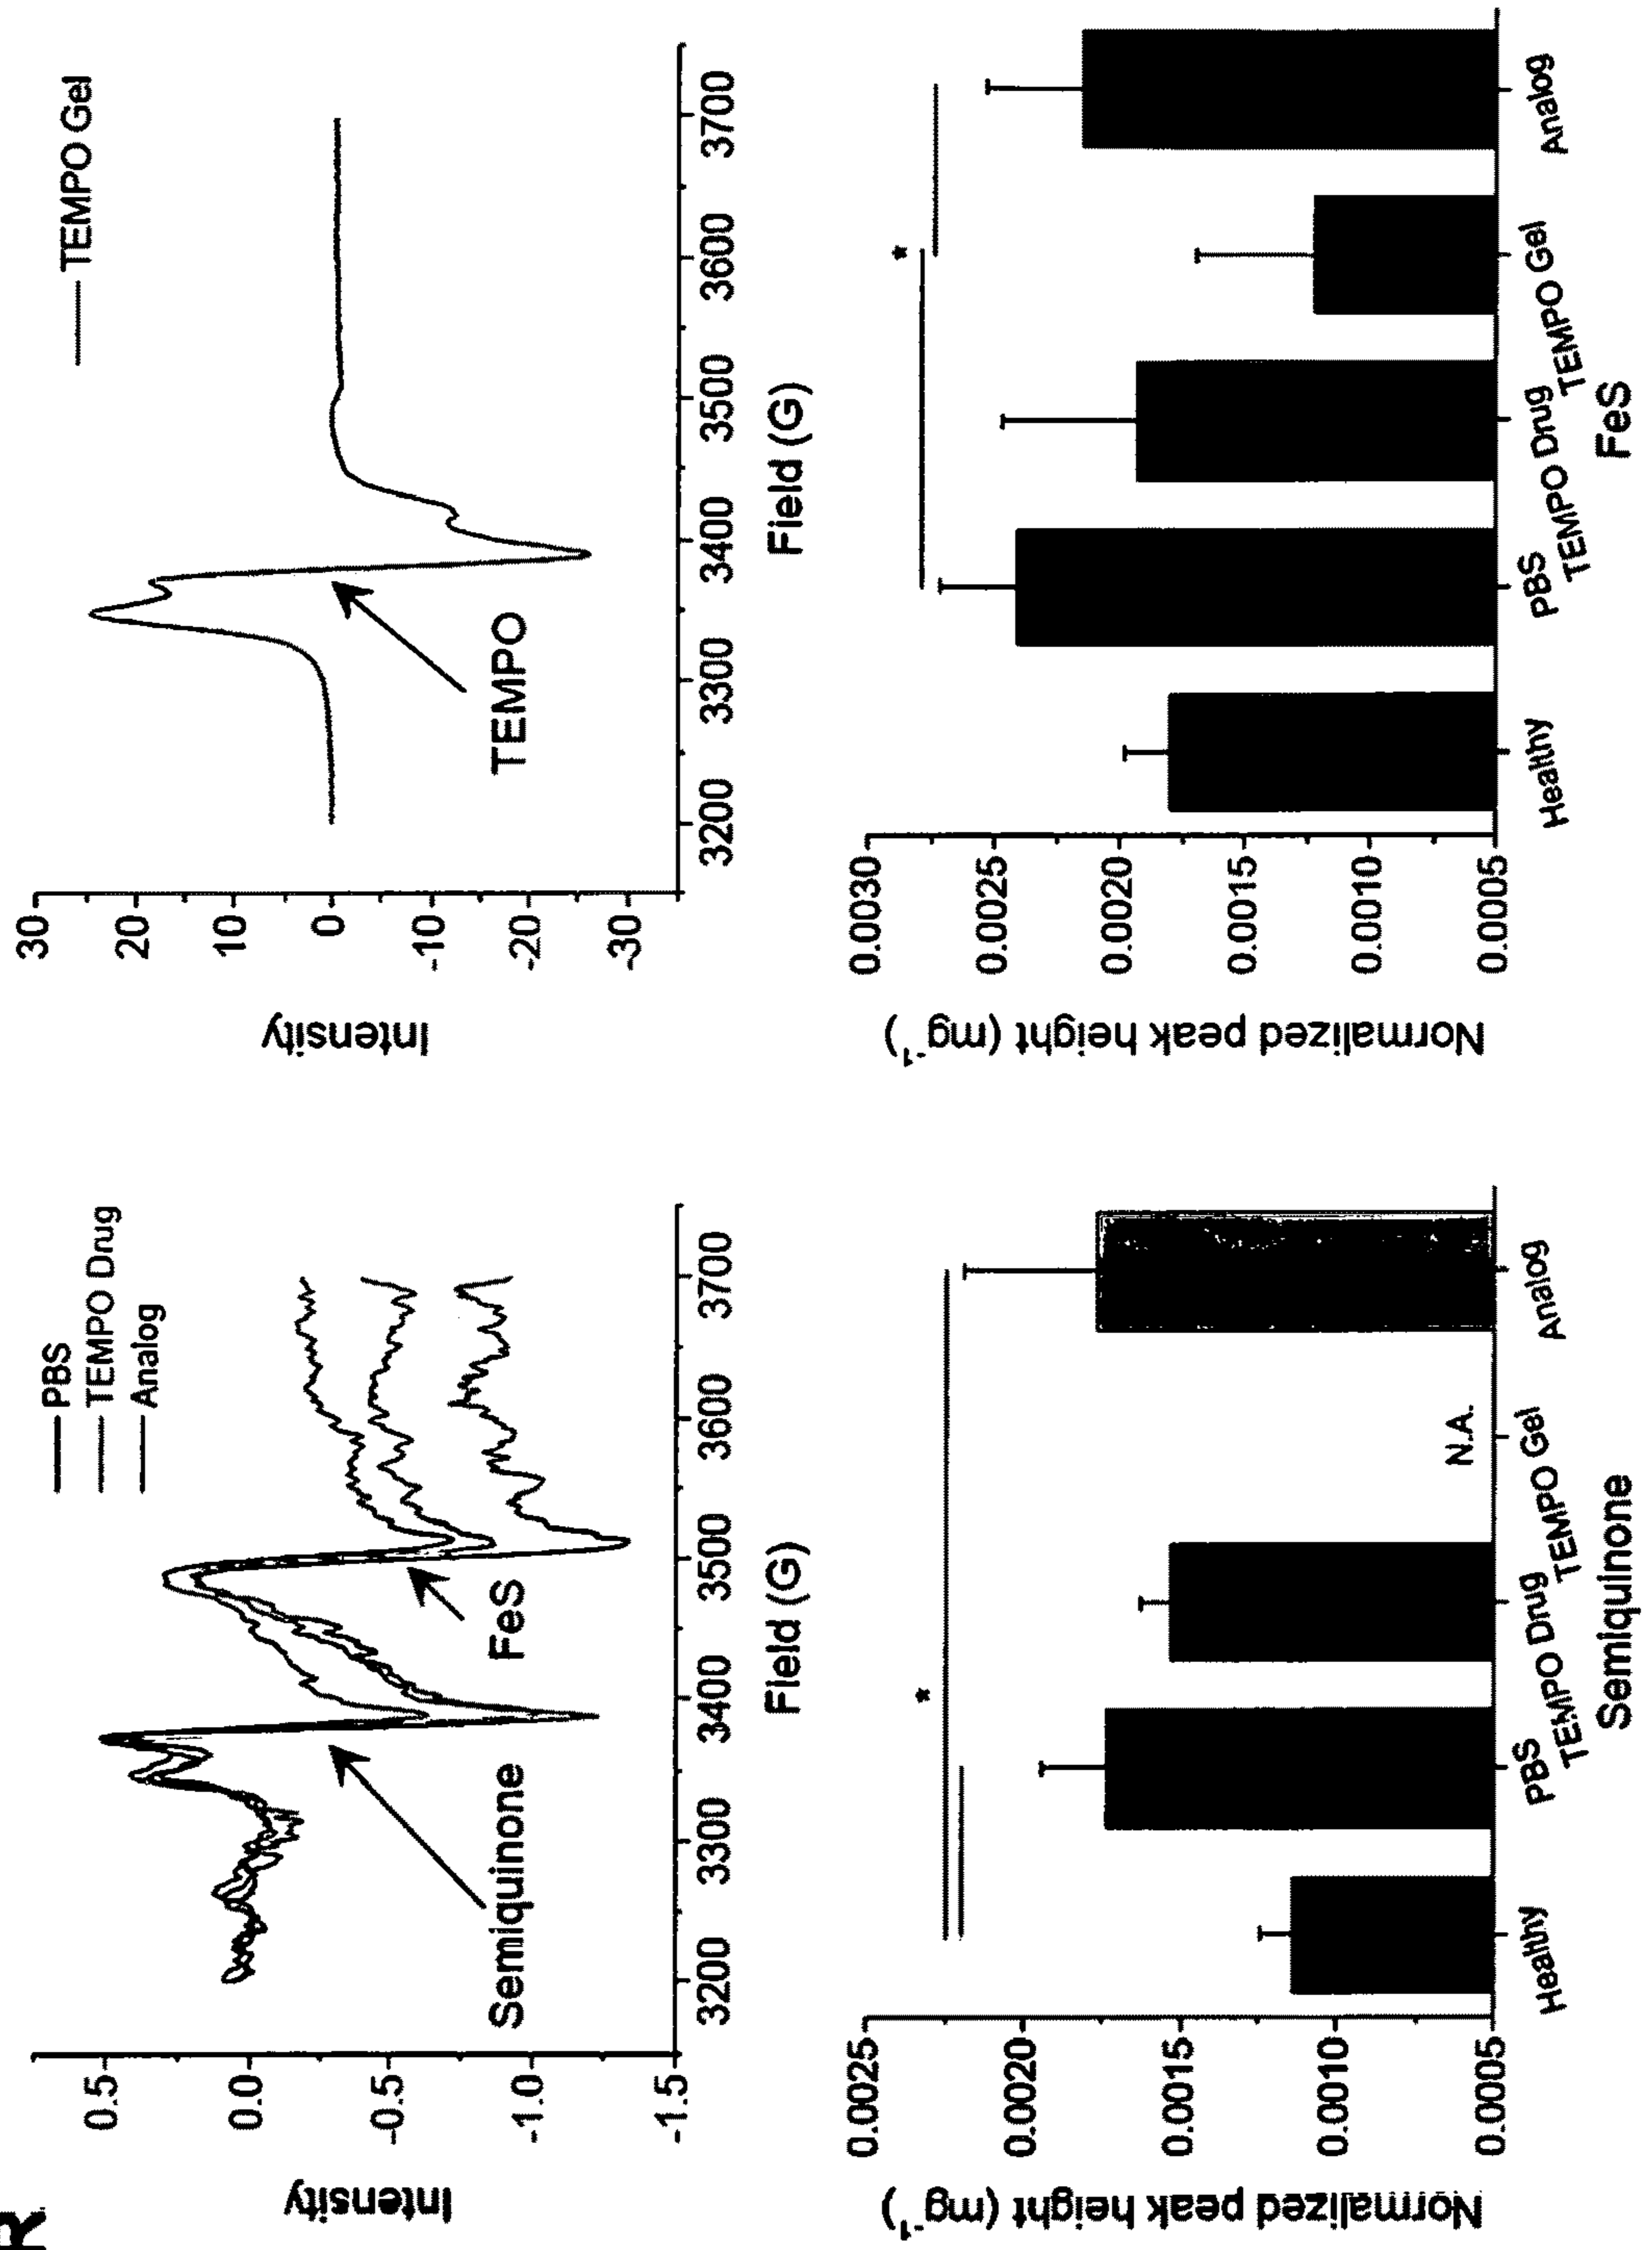 R
PBS
TEMPO Drug
Analog
0.5
0.0
-0.5
-1.0
-1.5
Intensity
Semiquinone
FeS
3200 3300 3400 3500 3600 3700
Field (G)
TEMPO Gel
30
20
10
0
-10
-20
-30
Intensity
TEMPO
3200 3300 3400 3500 3600 3700
Field (G)
0.0025
0.0020
0.0015
0.0010
0.0005
Normalized peak height (mg⁻¹)
*
N.A.
Healthy PBS TEMPO Drug TEMPO Gel Analog
Semiquinone
0.0030
0.0025
0.0020
0.0015
0.0010
0.0005
Normalized peak height (mg⁻¹)
*
Healthy PBS TEMPO Drug TEMPO Gel Analog
FeS